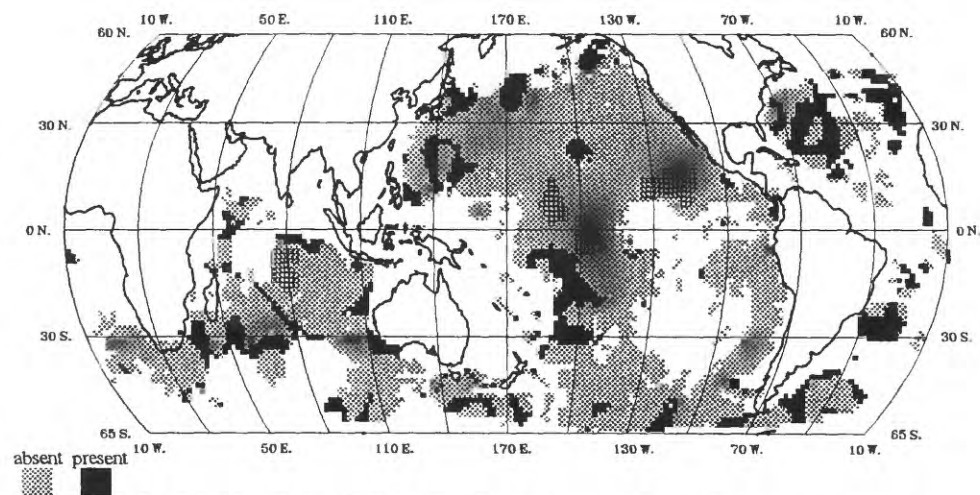 10 W. 50 E. 110 E. 170 E. 130 W. 70 W. 10 W.
60 N. 60 N.
30 N. 30 N.
0 N. 0 N.
30 S. 30 S.
65 S. 65 S.
10 W. 50 E. 110 E. 170 E. 130 W. 70 W. 10 W.
absent present